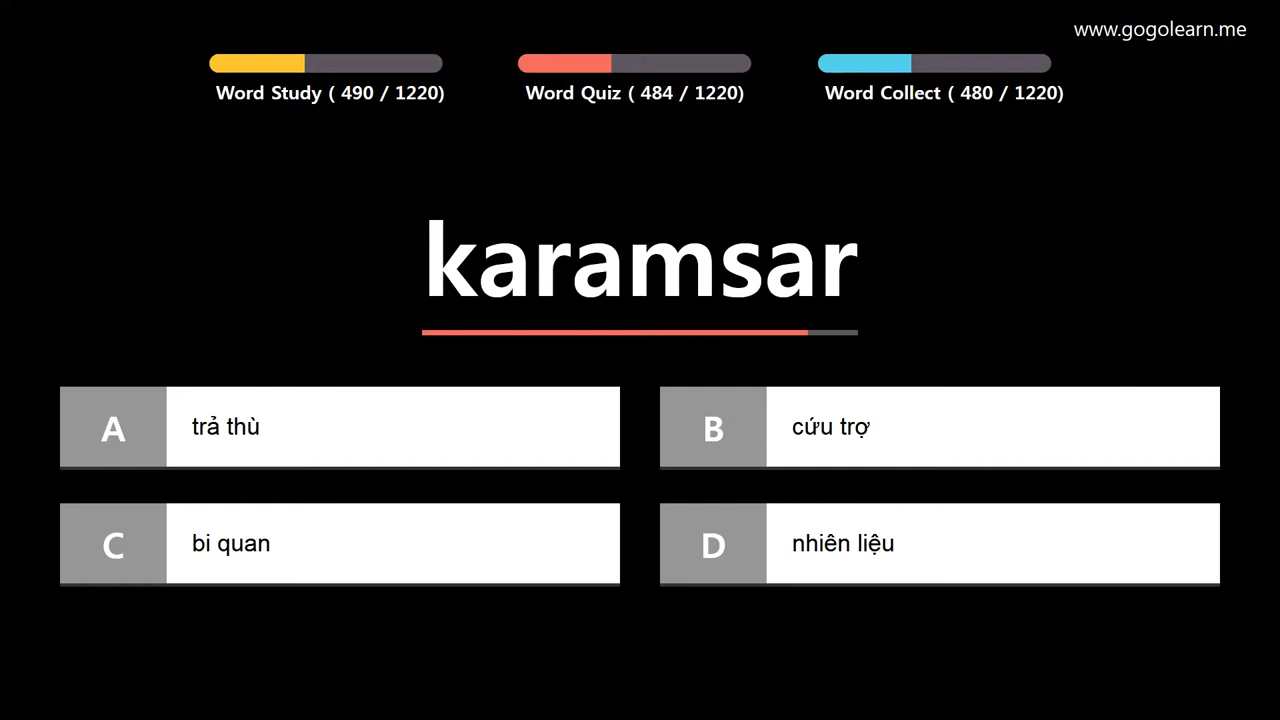 www.gogolearn.me
Word Study ( 490 / 1220)
Word Quiz ( 484 / 1220)
Word Collect ( 480 / 1220)
karamsar
A trả thù
B cứu trợ
C bi quan
D nhiên liệu